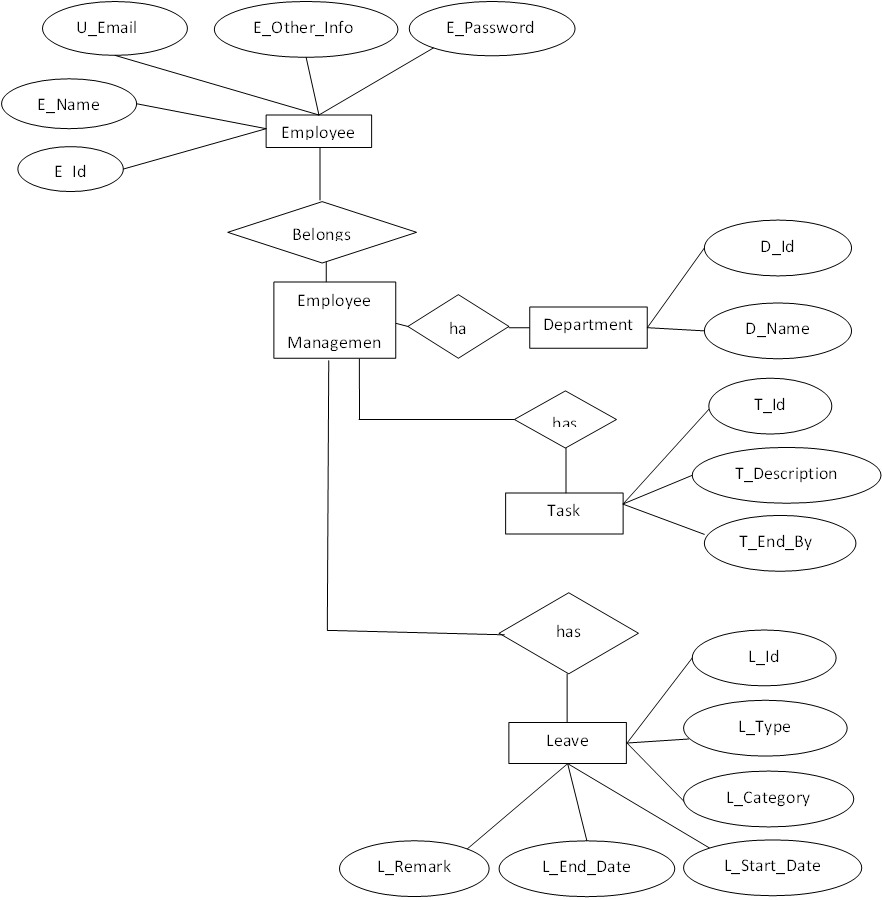 U_Email
E_Other_Info
E_Password
E_Name
Employee
E_Id
Belongs
D_Id
Employee
Managemen
ha
Department
D_Name
T_Id
has
T_Description
Task
T_End_By
has
L_Id
L_Type
Leave
L_Category
L_Remark
L_End_Date
L_Start_Date